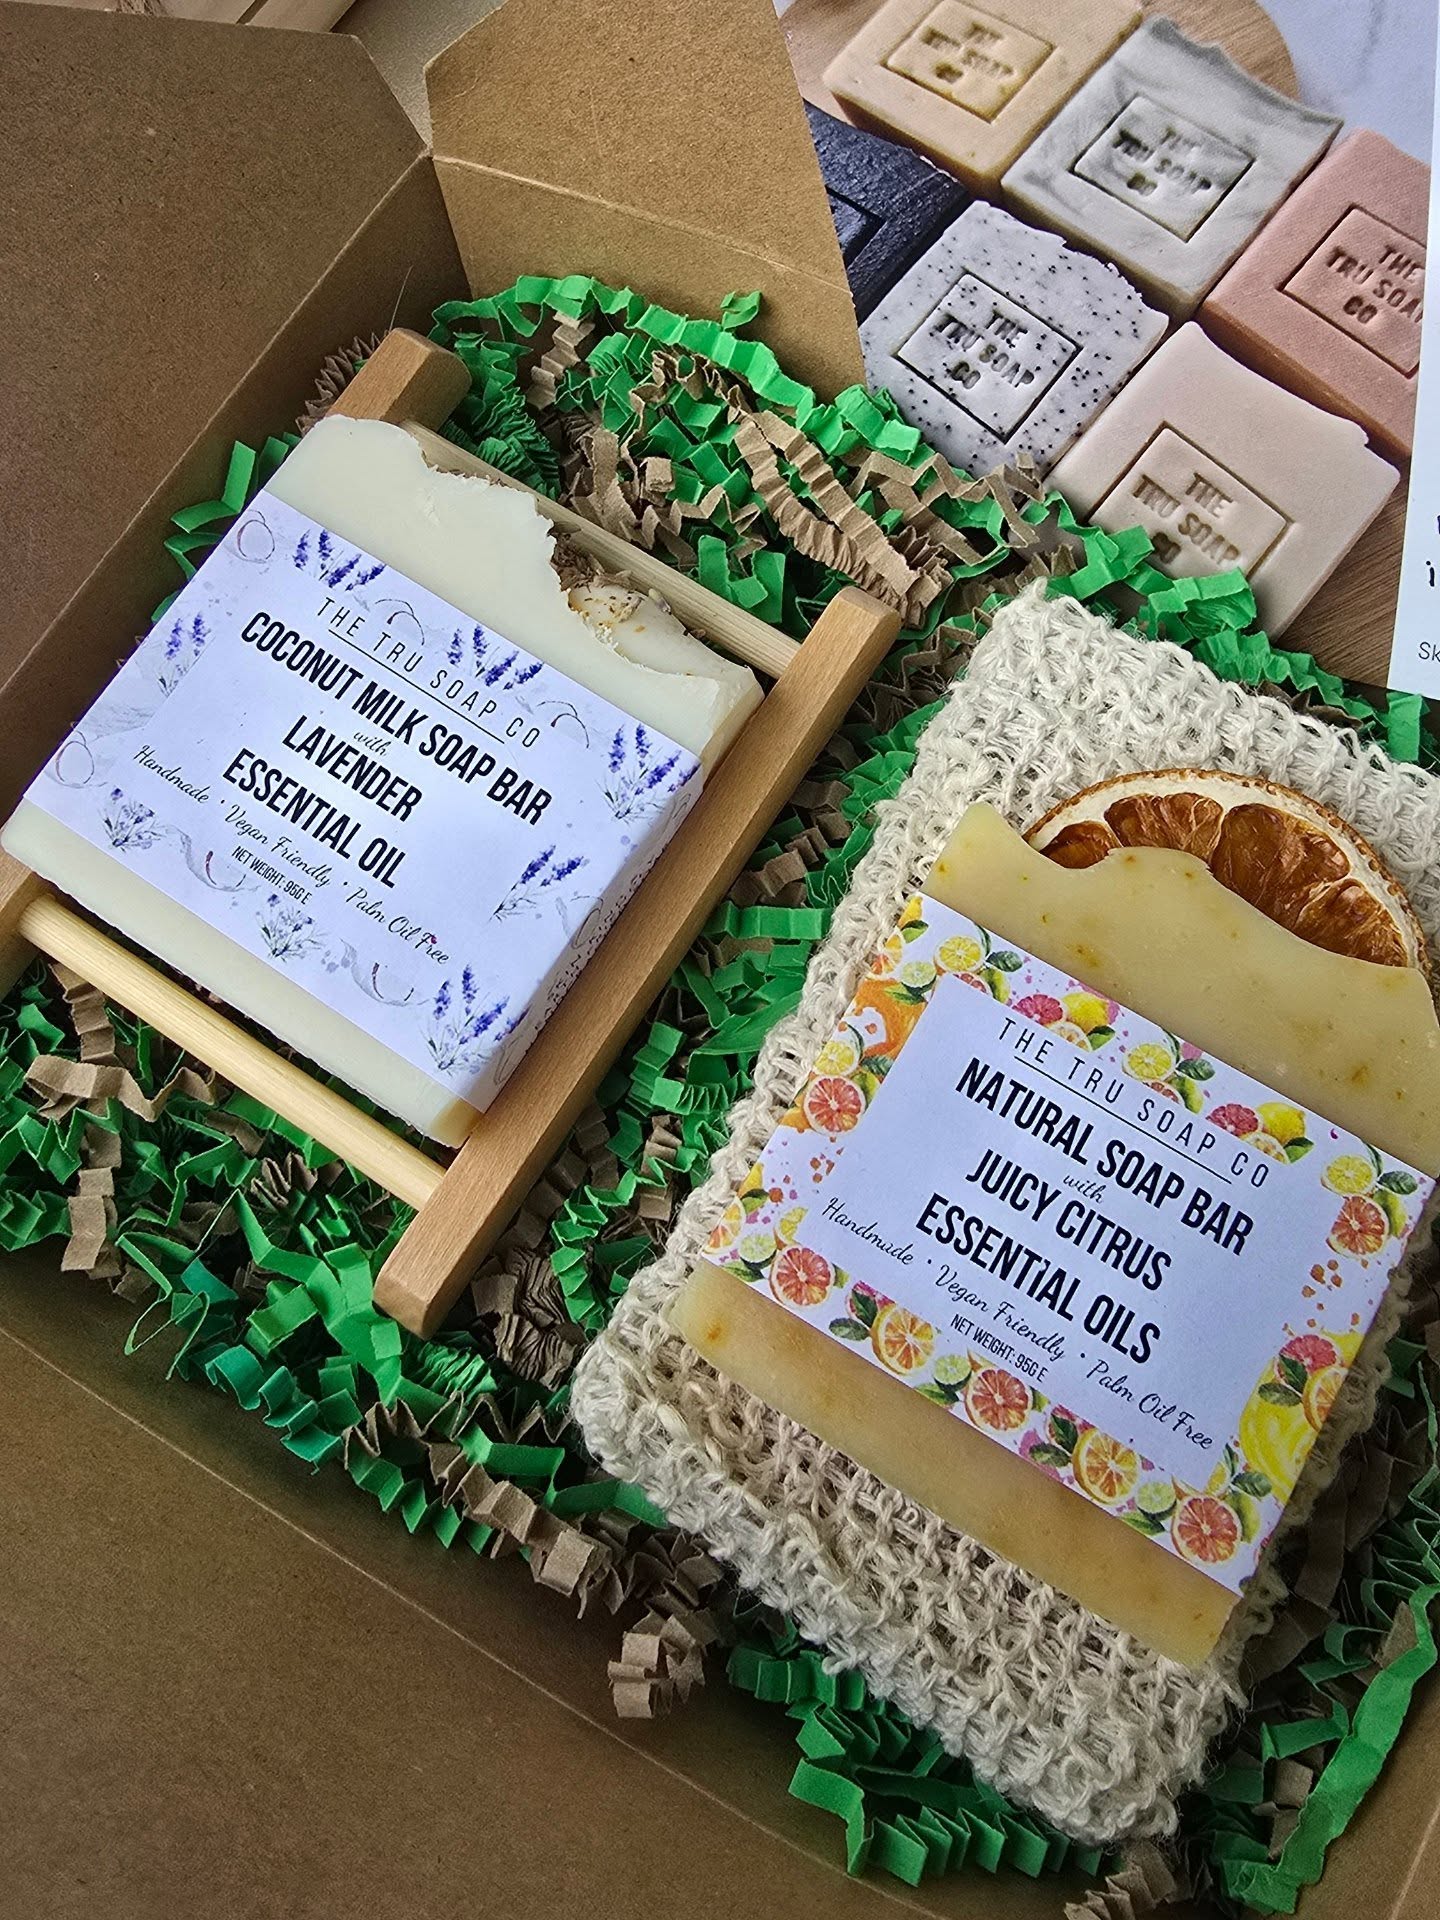 THE
TRU SOAP
CO
THE
TRU SOAP
CO
THE
TRU SOAP
CO
THE
TRU SOAP
CO
THE
TRU SOAP
CO
THE TRU SOAP CO
COCONUT MILK SOAP BAR
with
LAVENDER
ESSENTIAL OIL
Handmade · Vegan Friendly · Palm Oil Free
NET WEIGHT: 95G E
THE TRU SOAP CO
NATURAL SOAP BAR
with
JUICY CITRUS
ESSENTIAL OILS
Handmade · Vegan Friendly · Palm Oil Free
NET WEIGHT: 95G E